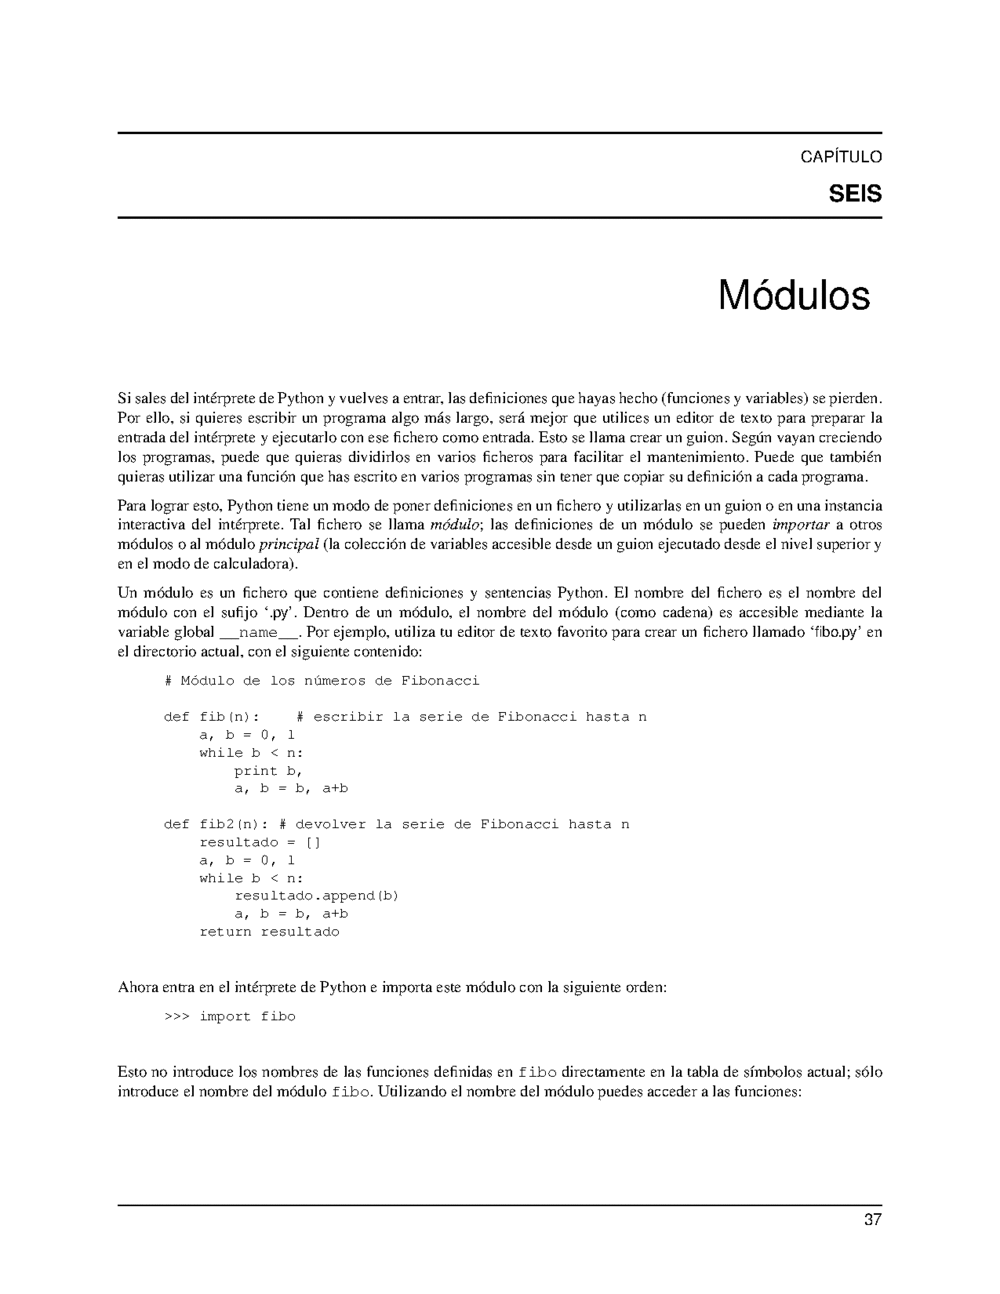 CAPÍTULO
SEIS
Módulos
Si sales del intérprete de Python y vuelves a entrar, las definiciones que hayas hecho (funciones y variables) se pierden.
Por ello, si quieres escribir un programa algo más largo, será mejor que utilices un editor de texto para preparar la
entrada del intérprete y ejecutarlo con ese fichero como entrada. Esto se llama crear un guion. Según vayan creciendo
los programas, puede que quieras dividirlos en varios ficheros para facilitar el mantenimiento. Puede que también
quieras utilizar una función que has escrito en varios programas sin tener que copiar su definición a cada programa.
Para lograr esto, Python tiene un modo de poner definiciones en un fichero y utilizarlas en un guion o en una instancia
interactiva del intérprete. Tal fichero se llama módulo; las definiciones de un módulo se pueden importar a otros
módulos o al módulo principal (la colección de variables accesible desde un guion ejecutado desde el nivel superior y
en el modo de calculadora).
Un módulo es un fichero que contiene definiciones y sentencias Python. El nombre del fichero es el nombre del
módulo con el sufijo ‘.py’. Dentro de un módulo, el nombre del módulo (como cadena) es accesible mediante la
variable global __name__. Por ejemplo, utiliza tu editor de texto favorito para crear un fichero llamado ‘fibo.py’ en
el directorio actual, con el siguiente contenido:
# Módulo de los números de Fibonacci
def fib(n):    # escribir la serie de Fibonacci hasta n
    a, b = 0, 1
    while b < n:
        print b,
        a, b = b, a+b
def fib2(n): # devolver la serie de Fibonacci hasta n
    resultado = []
    a, b = 0, 1
    while b < n:
        resultado.append(b)
        a, b = b, a+b
    return resultado
Ahora entra en el intérprete de Python e importa este módulo con la siguiente orden:
>>> import fibo
Esto no introduce los nombres de las funciones definidas en fibo directamente en la tabla de símbolos actual; sólo
introduce el nombre del módulo fibo. Utilizando el nombre del módulo puedes acceder a las funciones:
37